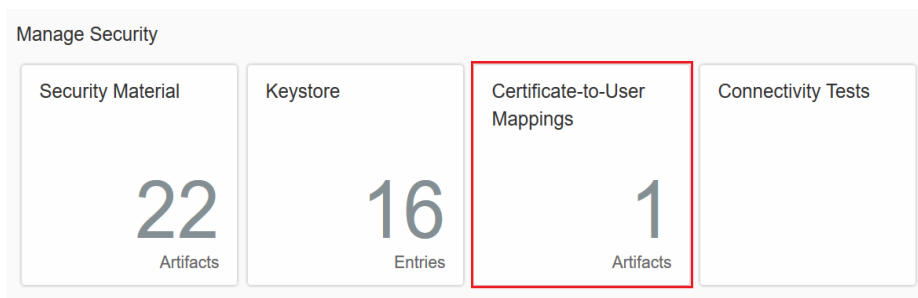 Manage Security
Security Material
22
Artifacts
Keystore
16
Entries
Certificate-to-User
Mappings
1
Artifacts
Connectivity Tests